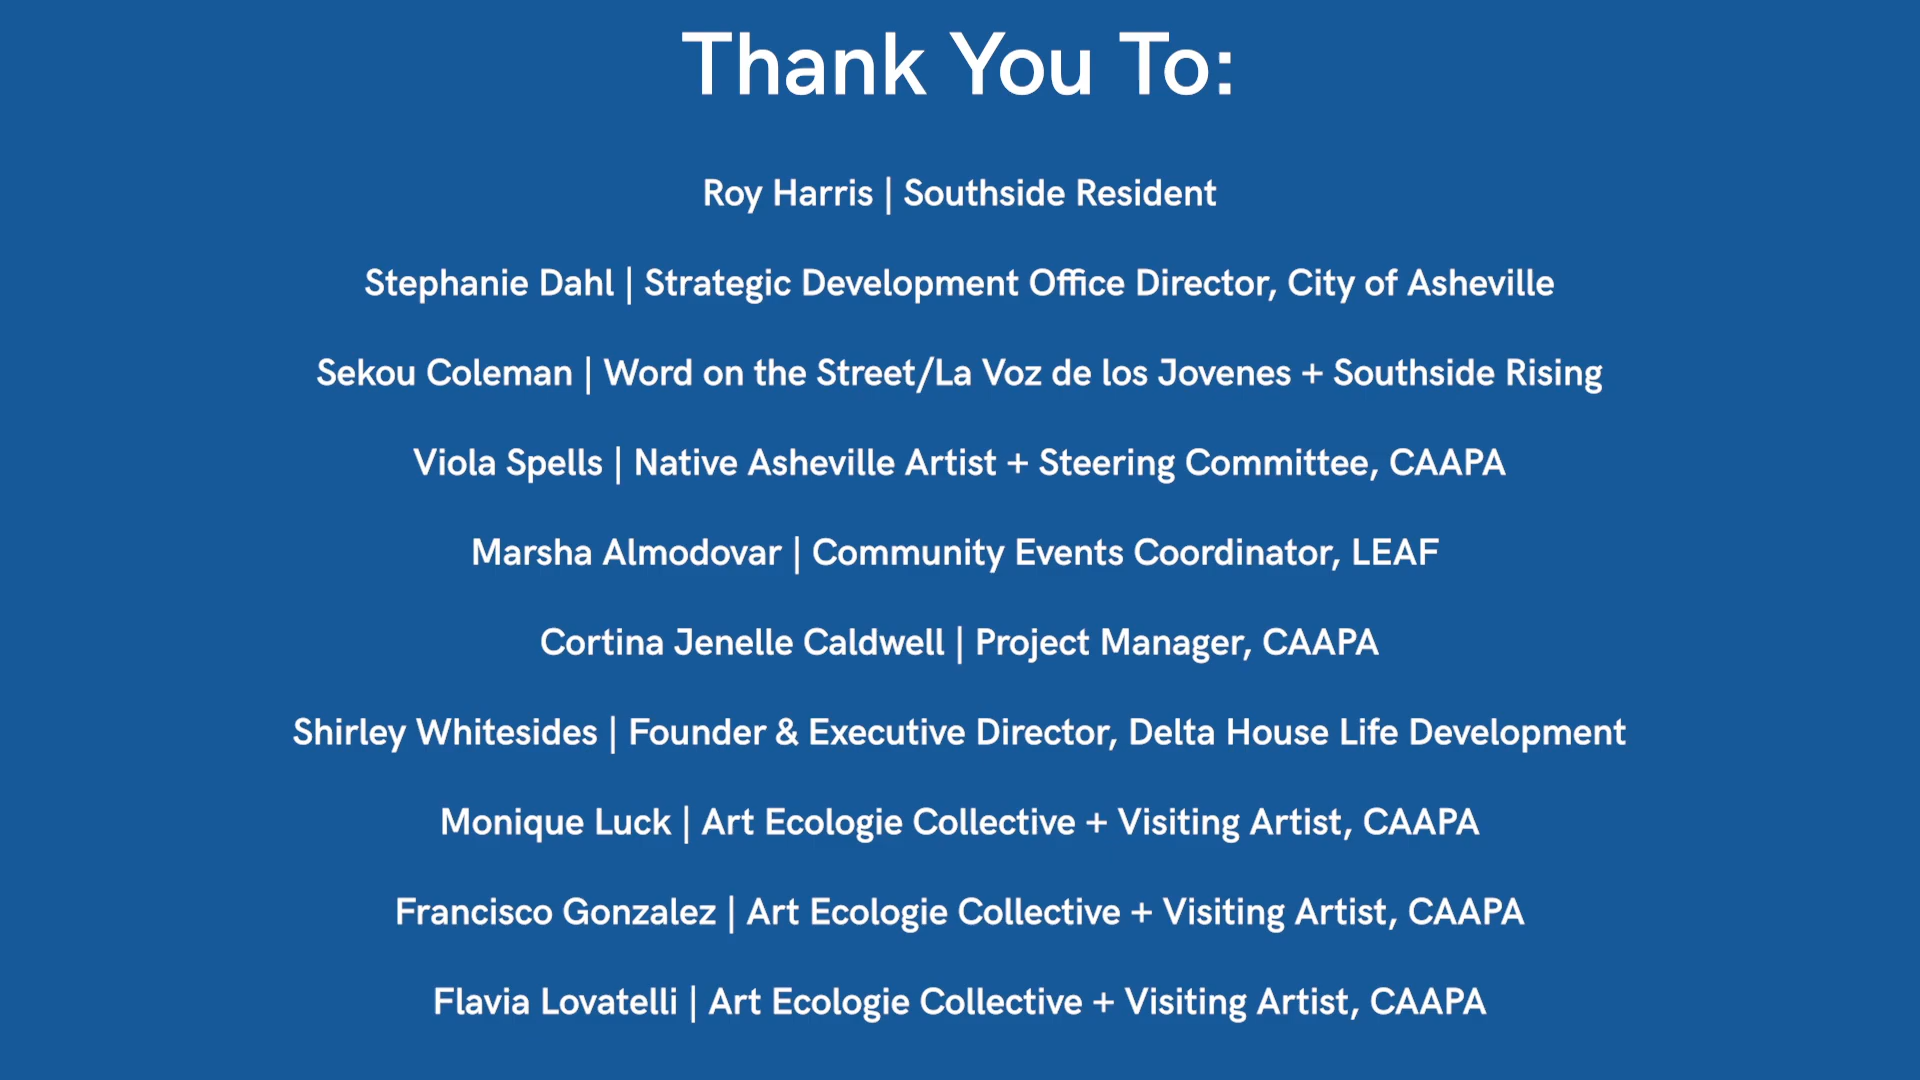 Thank You To:
Roy Harris | Southside Resident
Stephanie Dahl | Strategic Development Office Director, City of Asheville
Sekou Coleman | Word on the Street/La Voz de los Jovenes + Southside Rising
Viola Spells | Native Asheville Artist + Steering Committee, CAAPA
Marsha Almodovar | Community Events Coordinator, LEAF
Cortina Jenelle Caldwell | Project Manager, CAAPA
Shirley Whitesides | Founder & Executive Director, Delta House Life Development
Monique Luck | Art Ecologie Collective + Visiting Artist, CAAPA
Francisco Gonzalez | Art Ecologie Collective + Visiting Artist, CAAPA
Flavia Lovatelli | Art Ecologie Collective + Visiting Artist, CAAPA